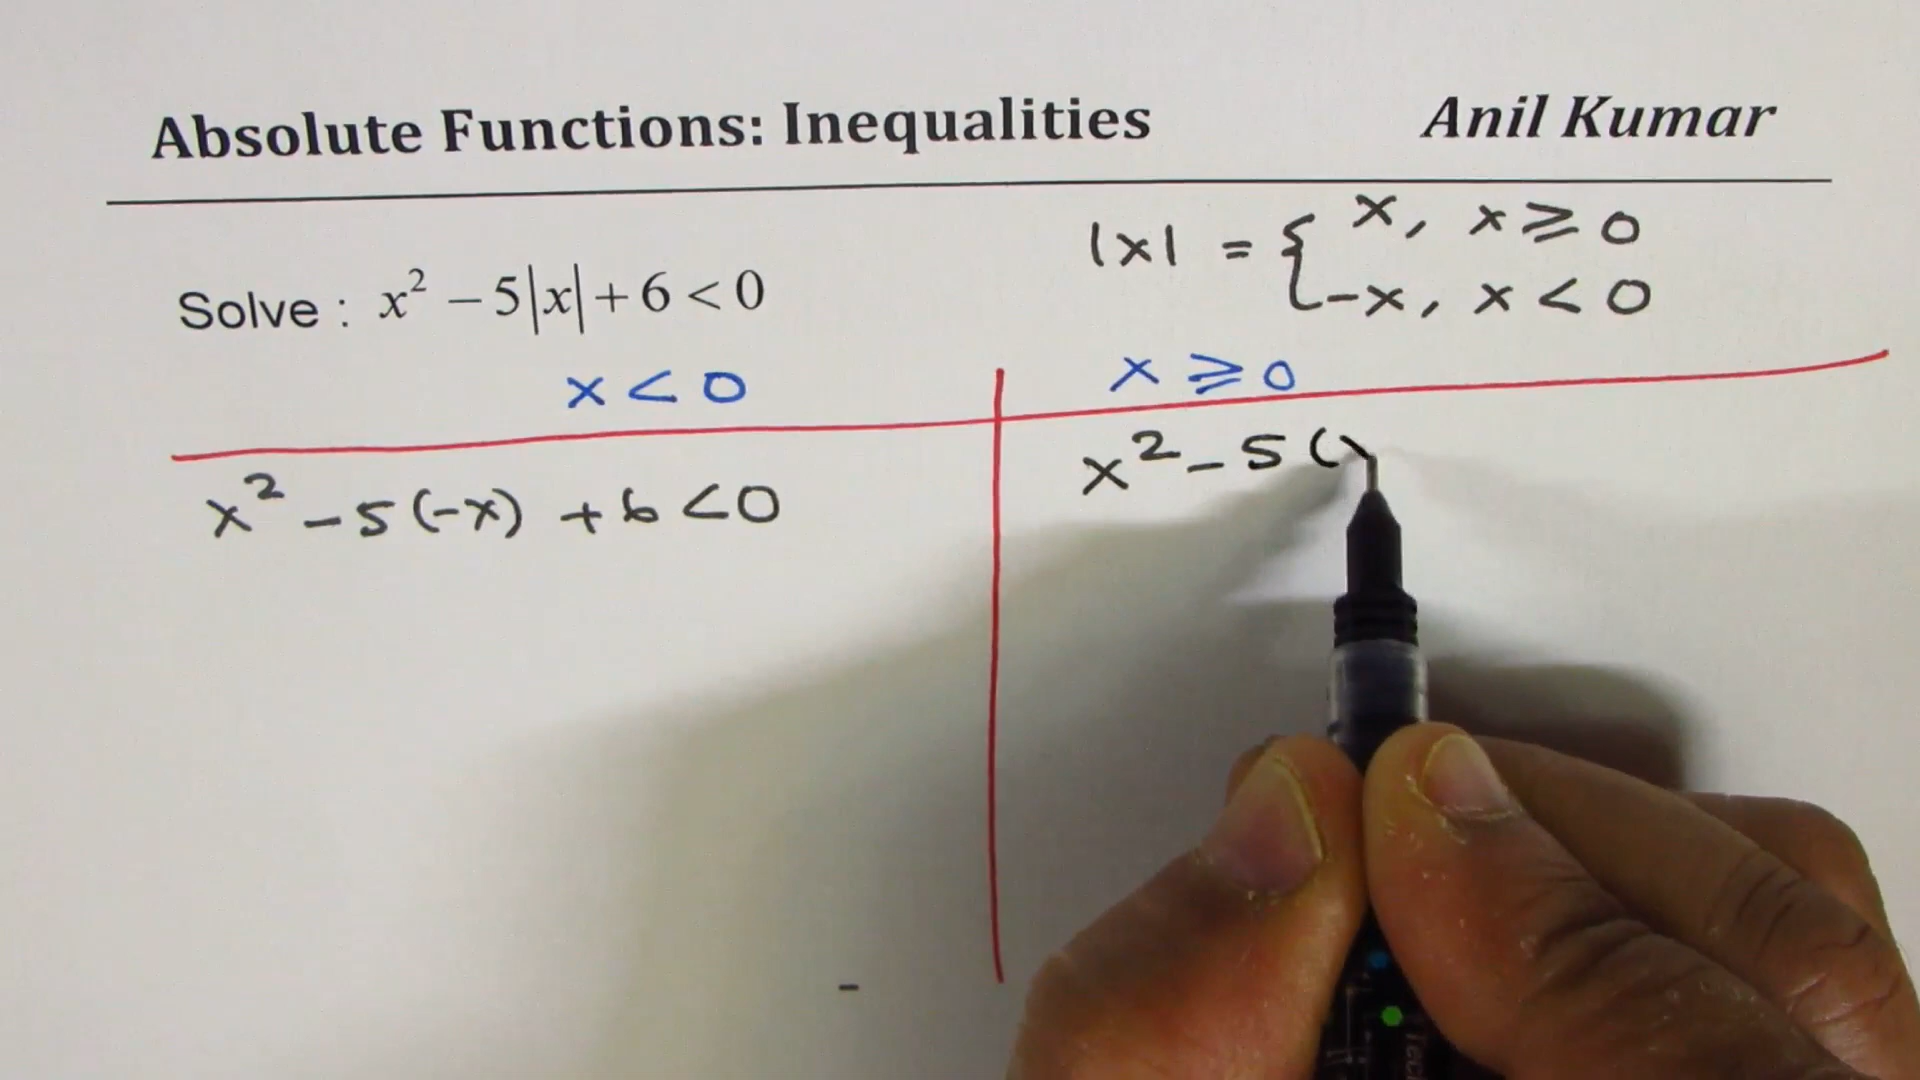 Absolute Functions: Inequalities Anil Kumar
Solve : x² − 5|x| + 6 < 0
|x| = { x, x ≥ 0
-x, x < 0
x < 0
x ≥ 0
x² - 5(-x) + 6 < 0
x² - 5(